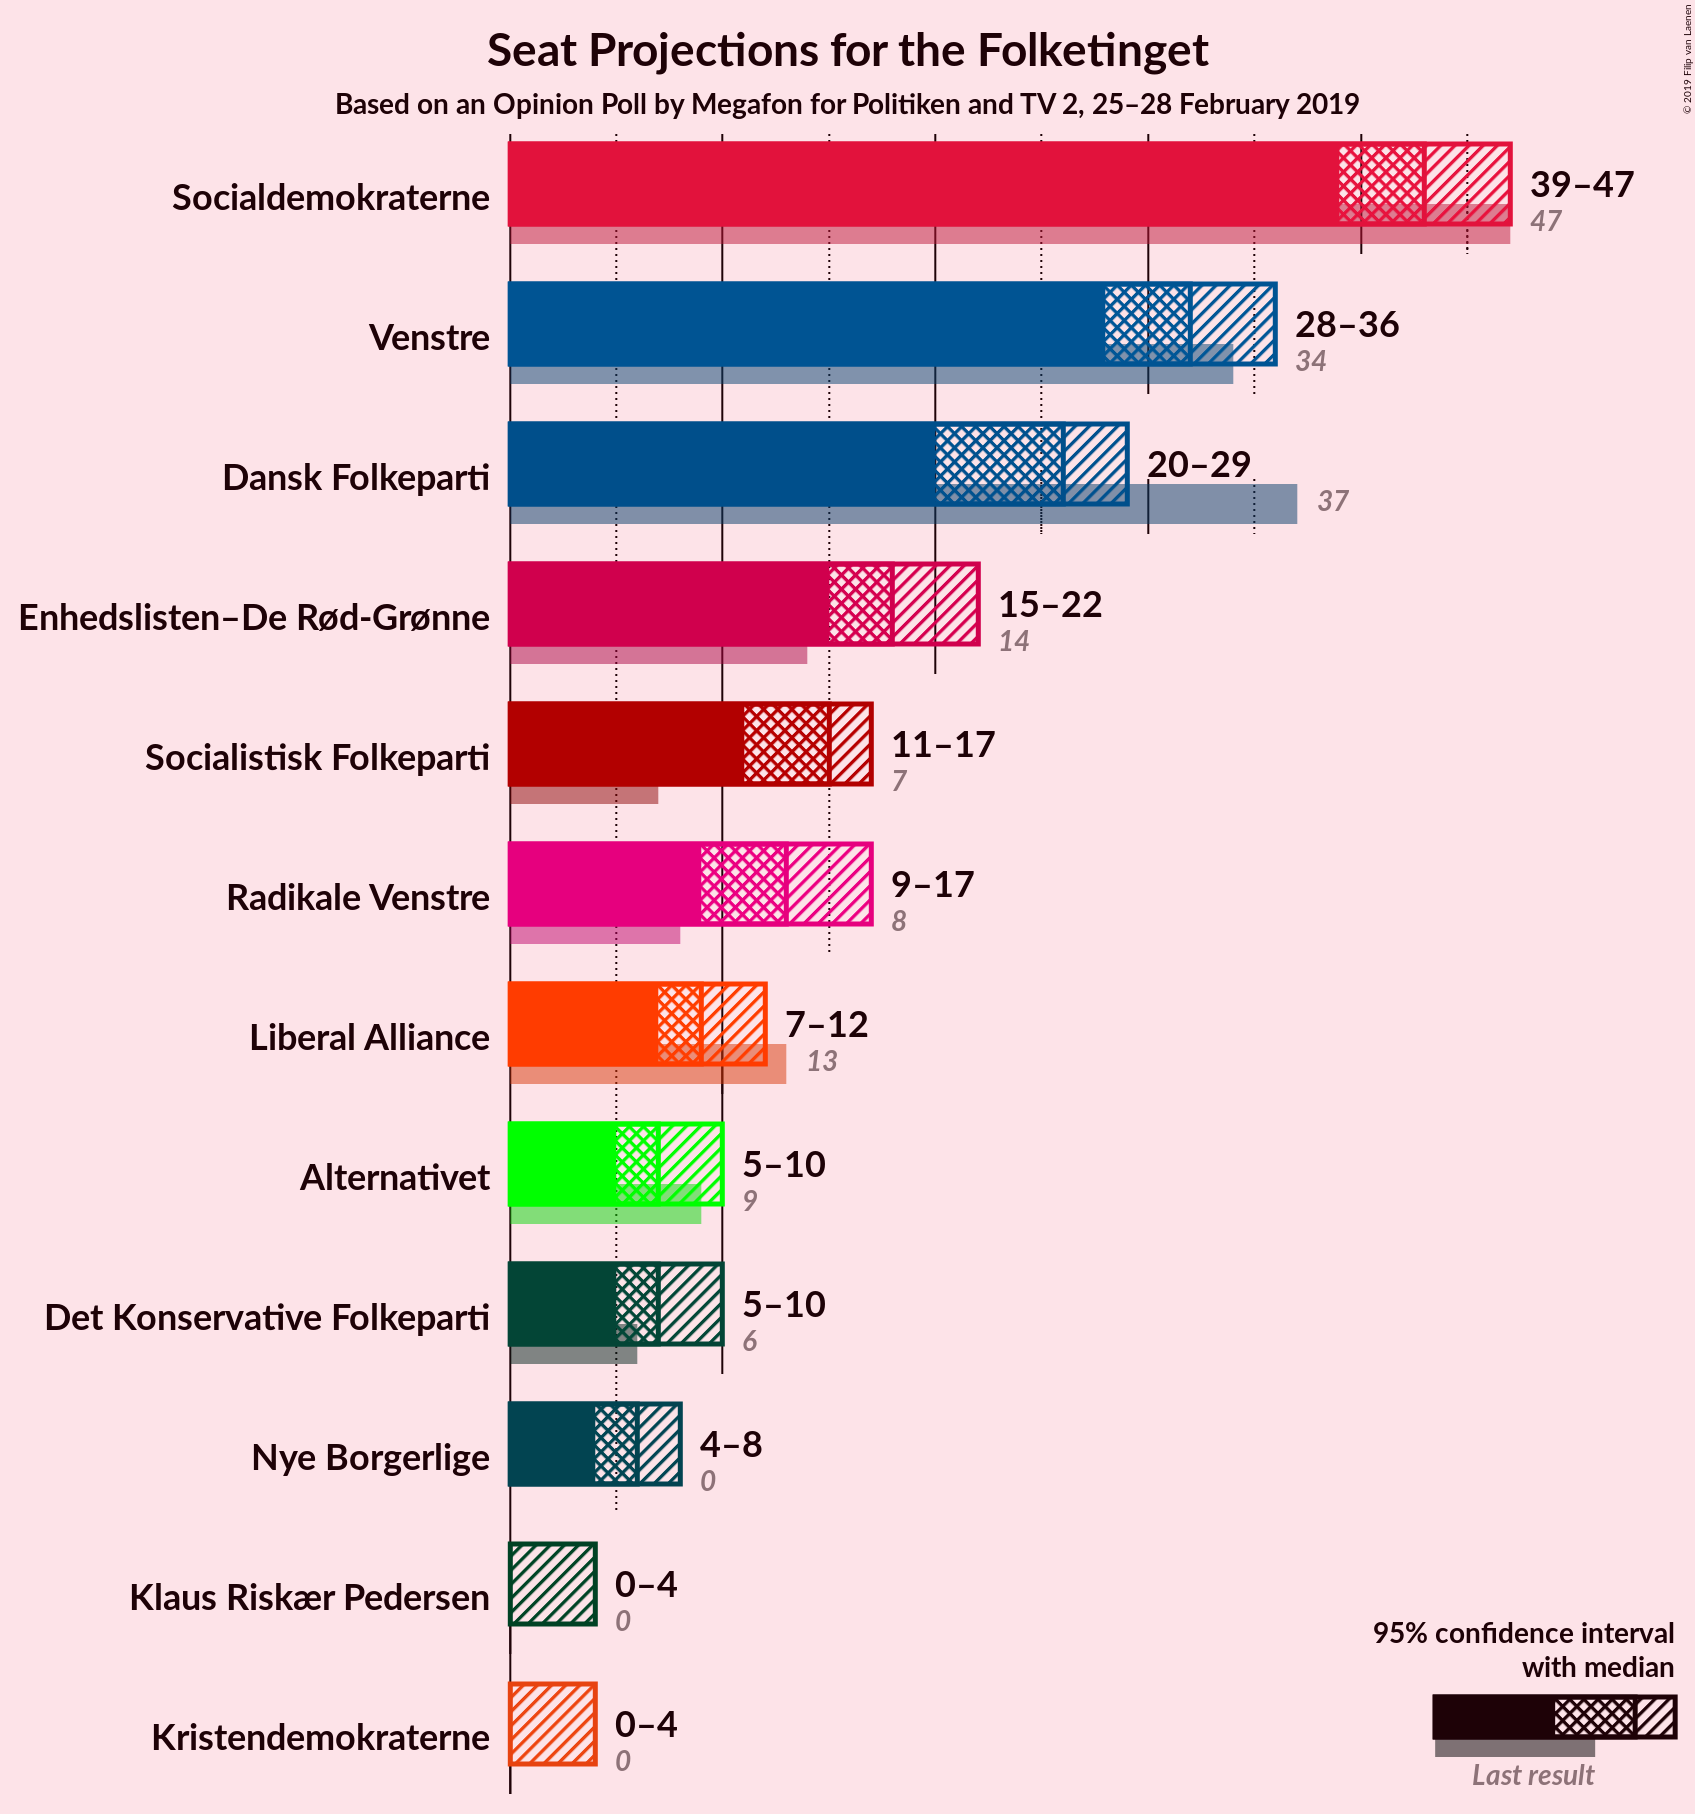 Seat Projections for the Folketinget
Based on an Opinion Poll by Megafon for Politiken and TV 2, 25–28 February 2019
© 2019 Filip van Laenen
Socialdemokraterne
39–47
47
Venstre
28–36
34
Dansk Folkeparti
20–29
37
Enhedslisten–De Rød-Grønne
15–22
14
Socialistisk Folkeparti
11–17
7
Radikale Venstre
9–17
8
Liberal Alliance
7–12
13
Alternativet
5–10
9
Det Konservative Folkeparti
5–10
6
Nye Borgerlige
4–8
0
Klaus Riskær Pedersen
0–4
0
Kristendemokraterne
0–4
0
95% confidence interval
with median
Last result